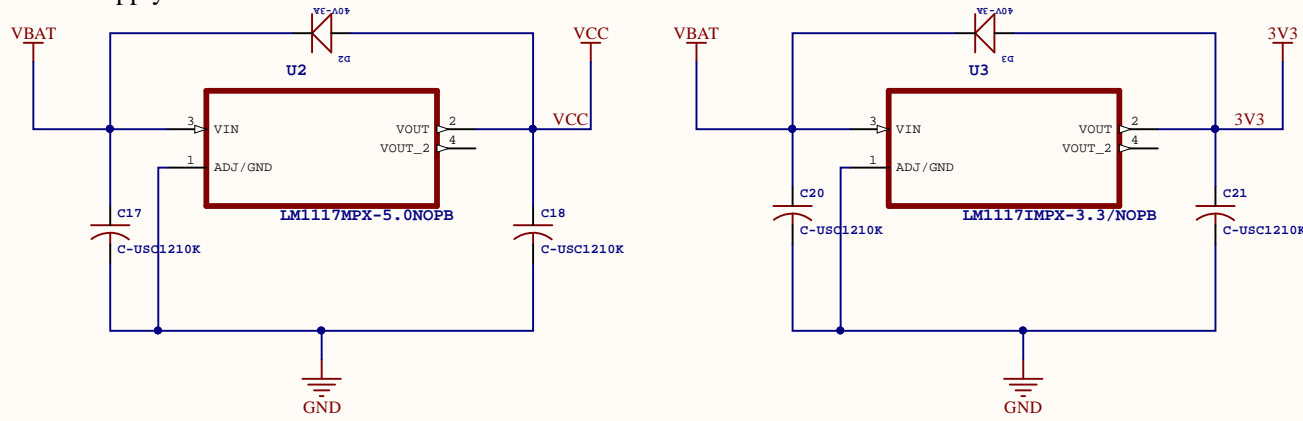 upply
VBAT
40V-3A
D2
VCC
U2
3
VIN
VOUT
2
VCC
VOUT_2
4
1
ADJ/GND
LM1117MPX-5.0NOPB
C17
C-USC1210K
C18
C-USC1210K
GND
VBAT
40V-3A
D3
3V3
U3
3
VIN
VOUT
2
3V3
VOUT_2
4
1
ADJ/GND
LM1117IMPX-3.3/NOPB
C20
C-USC1210K
C21
C-USC1210K
GND